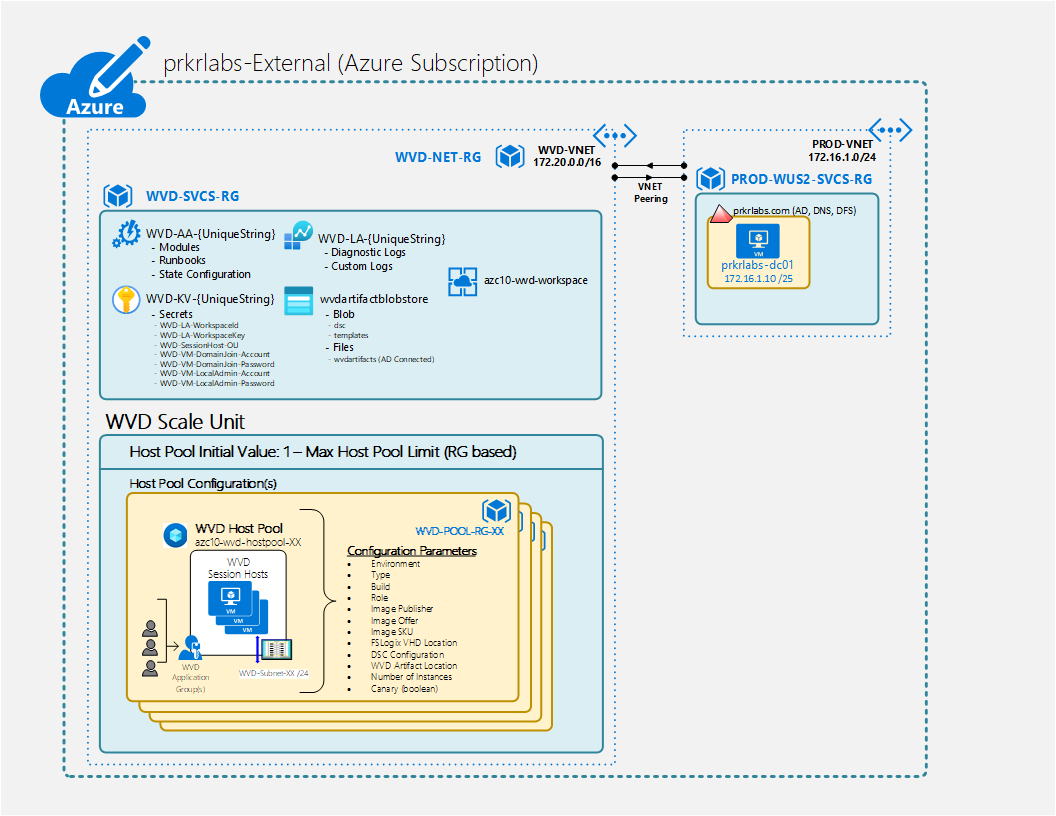 prkrlabs-External (Azure Subscription)
Azure
WVD-NET-RG
WVD-VNET
172.20.0.0/16
VNET
Peering
PROD-VNET
172.16.1.0/24
PROD-WUS2-SVCS-RG
prkrlabs.com (AD, DNS, DFS)
VM
prkrlabs-dc01
172.16.1.10 /25
WVD-SVCS-RG
WVD-AA-{UniqueString}
- Modules
- Runbooks
- State Configuration
WVD-LA-{UniqueString}
- Diagnostic Logs
- Custom Logs
azc10-wvd-workspace
WVD-KV-{UniqueString}
- Secrets
- WVD-LA-WorkspaceId
- WVD-LA-WorkspaceKey
- WVD-SessionHost-OU
- WVD-VM-DomainJoin-Account
- WVD-VM-DomainJoin-Password
- WVD-VM-LocalAdmin-Account
- WVD-VM-LocalAdmin-Password
wvdartifactblobstore
- Blob
- dsc
- templates
- Files
- wvdartifacts (AD Connected)
WVD Scale Unit
Host Pool Initial Value: 1 – Max Host Pool Limit (RG based)
Host Pool Configuration(s)
WVD-POOL-RG-XX
WVD Host Pool
azc10-wvd-hostpool-XX
WVD
Session Hosts
VM
VM
VM
WVD
Application
Group(s)
WVD-Subnet-XX /24
Configuration Parameters
• Environment
• Type
• Build
• Role
• Image Publisher
• Image Offer
• Image SKU
• FSLogix VHD Location
• DSC Configuration
• WVD Artifact Location
• Number of Instances
• Canary (boolean)